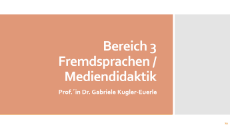 Bereich 3
Fremdsprachen /
Mediendidaktik
Prof.´in Dr. Gabriele Kugler-Euerle